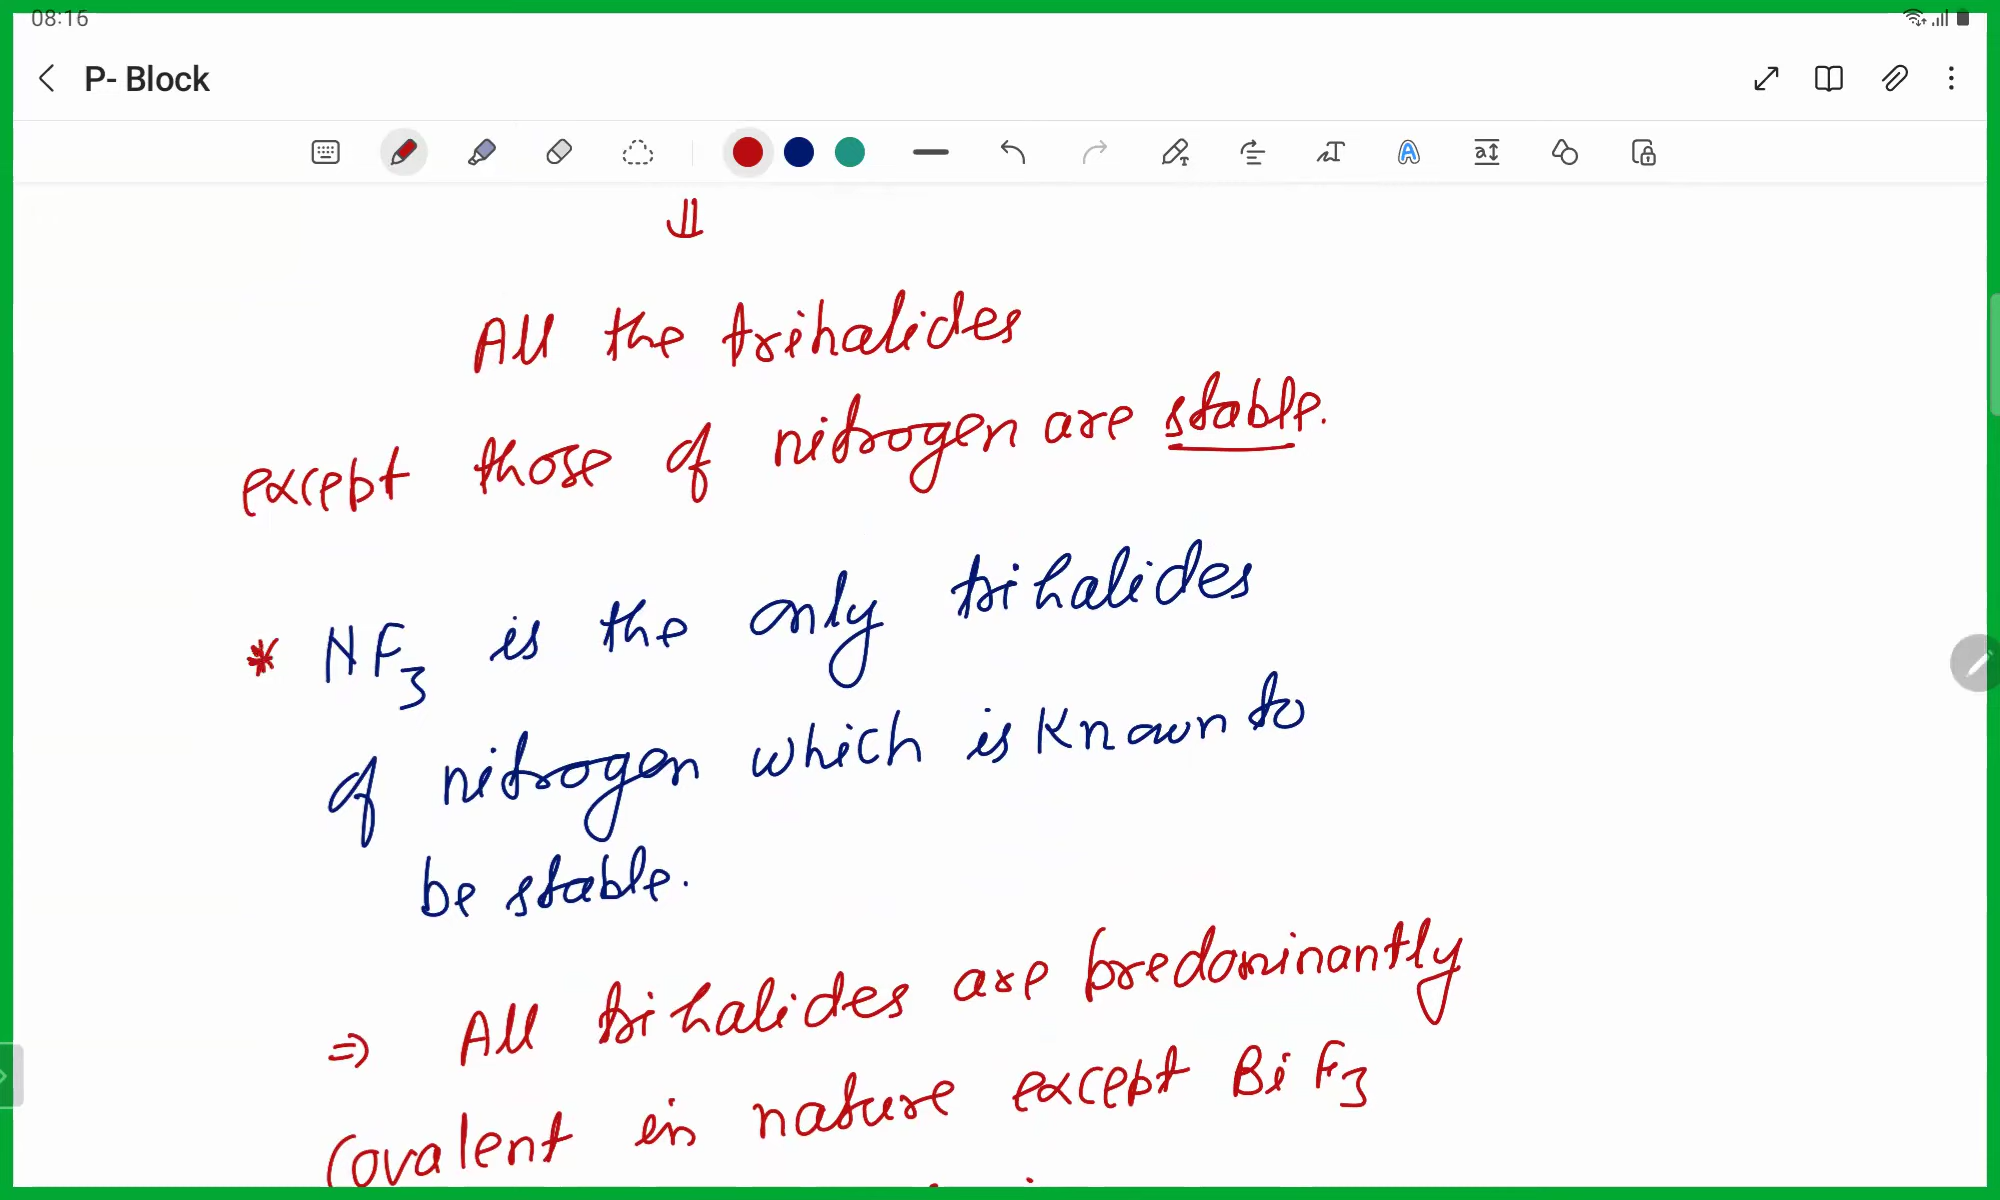 08:16
P- Block
⇓
All the trihalides
except those of nitrogen are stable.
* NF₃ is the only trihalides
of nitrogen which is known to
be stable.
⇒ All trihalides are predominantly
covalent in nature except BiF₃